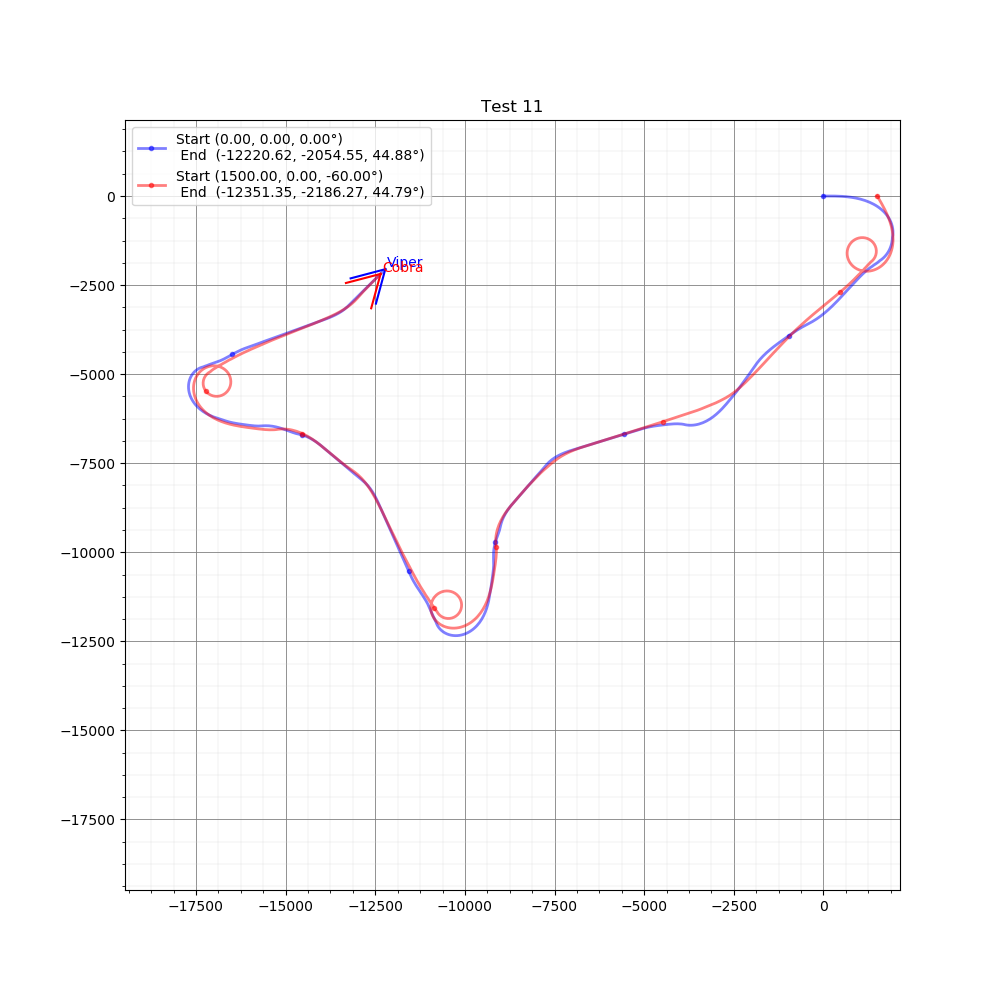 Test 11
Start (0.00, 0.00, 0.00°)
End  (-12220.62, -2054.55, 44.88°)
Start (1500.00, 0.00, -60.00°)
End  (-12351.35, -2186.27, 44.79°)
Viper
Cobra
0
−2500
−5000
−7500
−10000
−12500
−15000
−17500
−17500 −15000 −12500 −10000 −7500 −5000 −2500 0